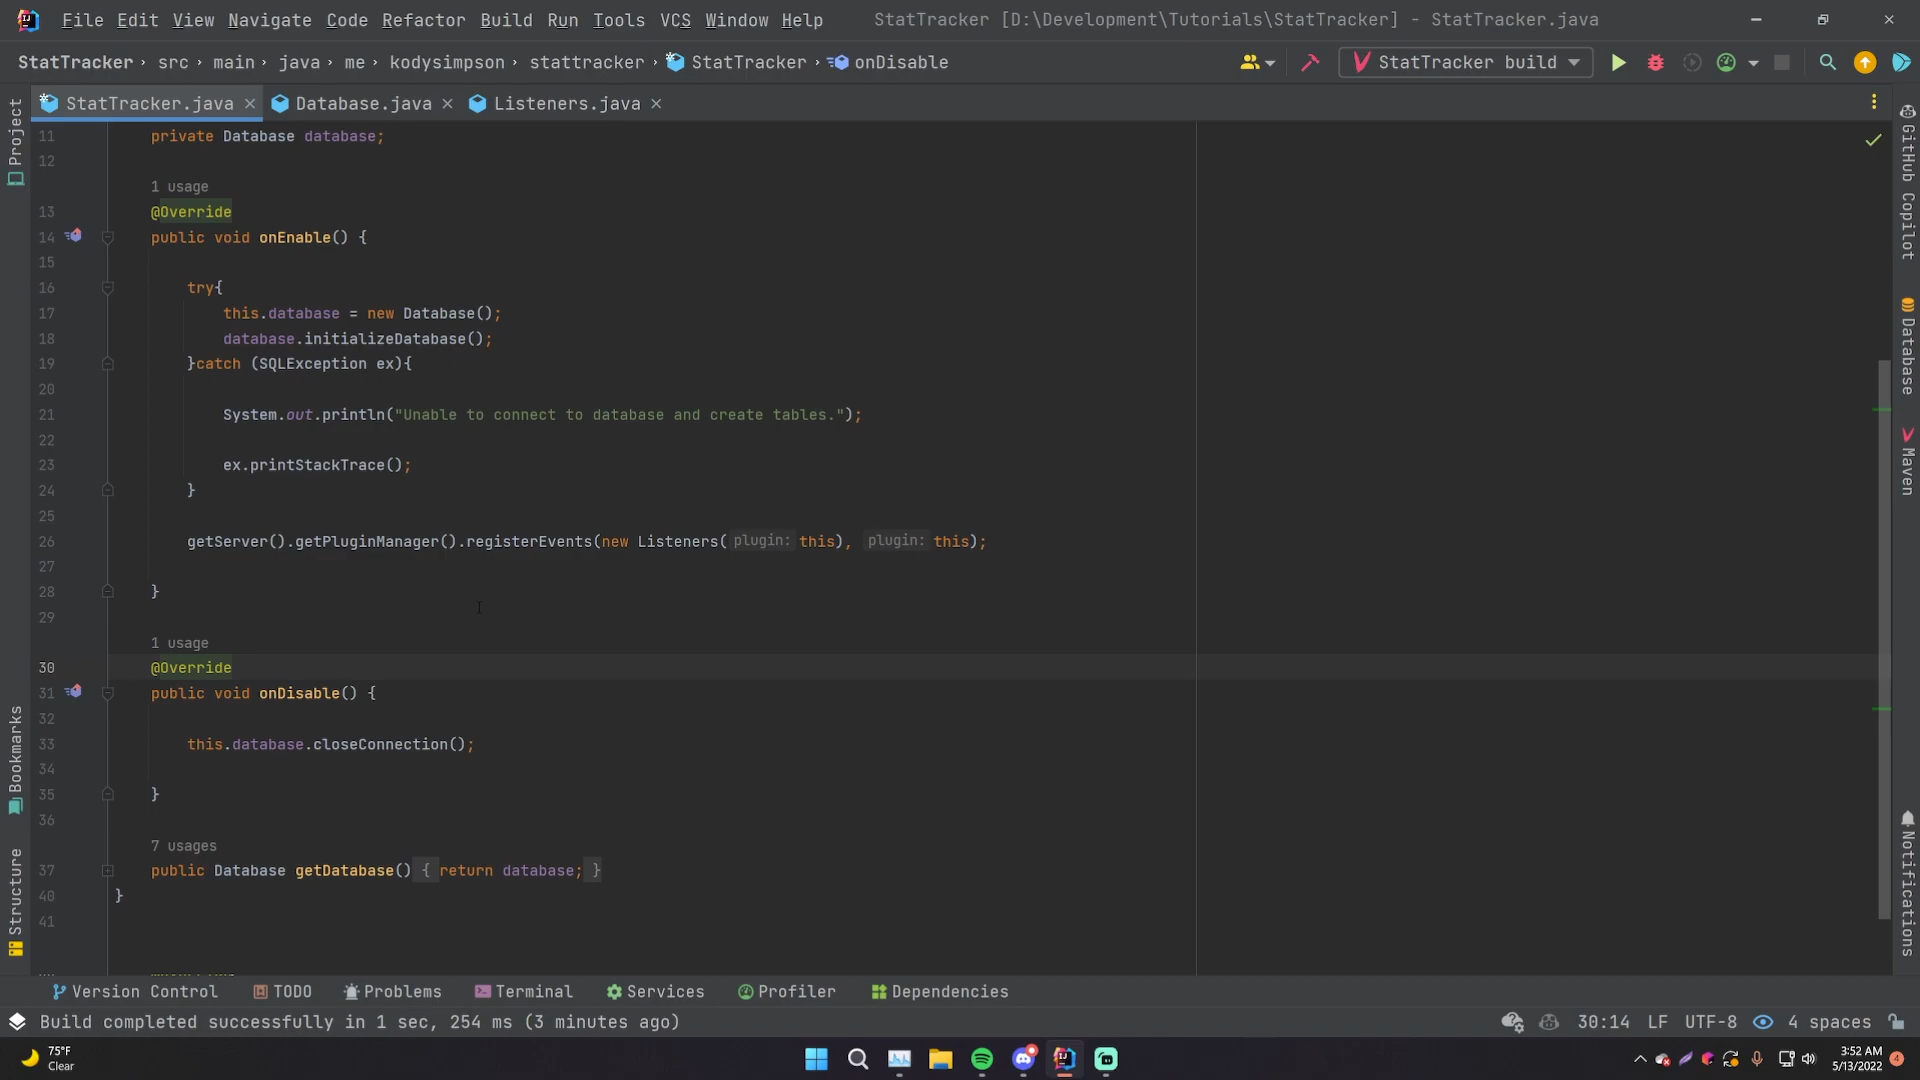 File Edit View Navigate Code Refactor Build Run Tools VCS Window Help StatTracker [D:\Development\Tutorials\StatTracker] - StatTracker.java
StatTracker › src › main › java › me › kodysimpson › stattracker › StatTracker › onDisable StatTracker build
StatTracker.java Database.java Listeners.java
Project
Bookmarks
Structure
11 private Database database;
12
1 usage
13 @Override
14 public void onEnable() {
15
16 try{
17 this.database = new Database();
18 database.initializeDatabase();
19 }catch (SQLException ex){
20
21 System.out.println("Unable to connect to database and create tables.");
22
23 ex.printStackTrace();
24 }
25
26 getServer().getPluginManager().registerEvents(new Listeners( plugin: this), plugin: this);
27
28 }
29
1 usage
30 @Override
31 public void onDisable() {
32
33 this.database.closeConnection();
34
35 }
36
7 usages
37 public Database getDatabase() { return database; }
40 }
41
GitHub Copilot
Database
Maven
Notifications
Version Control TODO Problems Terminal Services Profiler Dependencies
Build completed successfully in 1 sec, 254 ms (3 minutes ago) 30:14 LF UTF-8 4 spaces
75°F
Clear
3:52 AM
5/13/2022
4